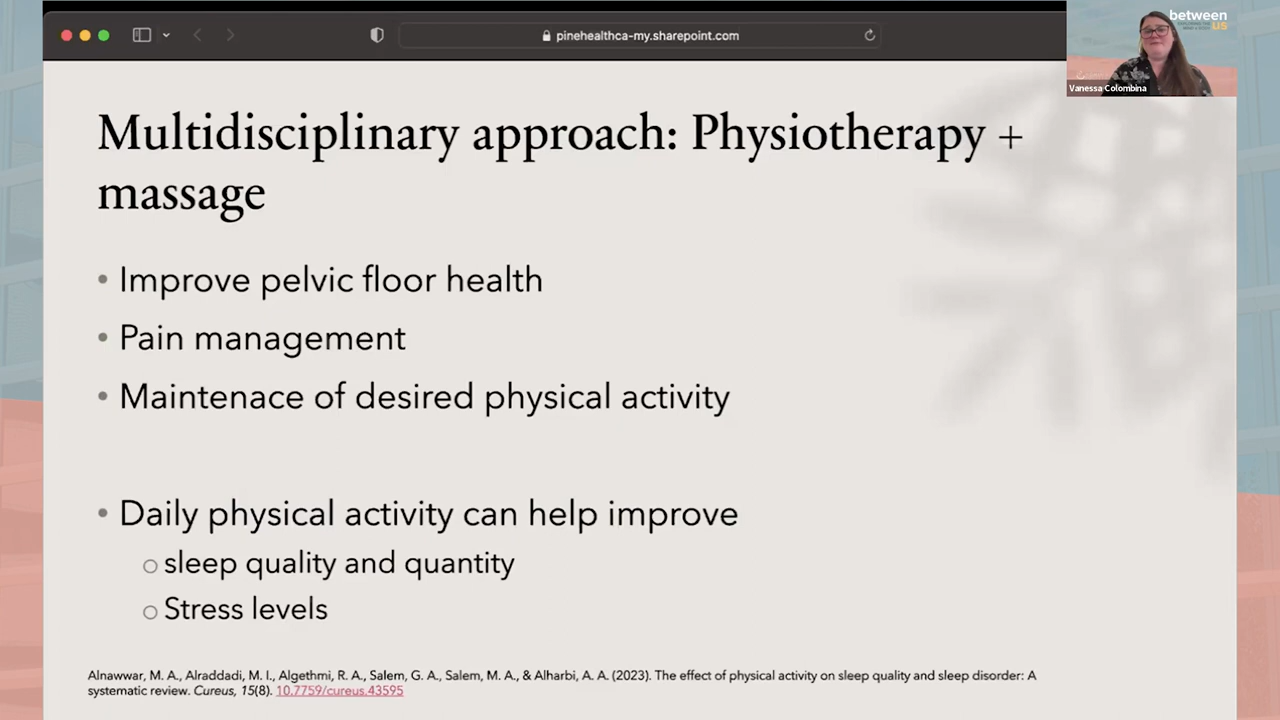 pinehealthca-my.sharepoint.com
between
US
Vanessa Colombina
Multidisciplinary approach: Physiotherapy +
massage
• Improve pelvic floor health
• Pain management
• Maintenace of desired physical activity
• Daily physical activity can help improve
○ sleep quality and quantity
○ Stress levels
Alnawwar, M. A., Alraddadi, M. I., Algethmi, R. A., Salem, G. A., Salem, M. A., & Alharbi, A. A. (2023). The effect of physical activity on sleep quality and sleep disorder: A
systematic review. Cureus, 15(8). 10.7759/cureus.43595